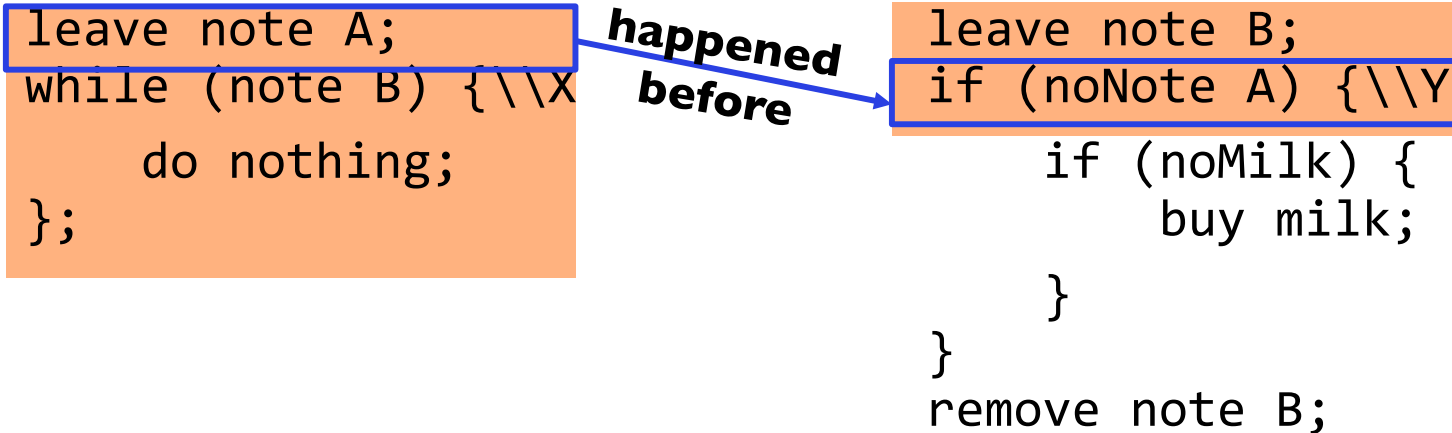 leave note A;
while (note B) {\\X
do nothing;
};
happened
before
leave note B;
if (noNote A) {\\Y
if (noMilk) {
buy milk;
}
}
remove note B;